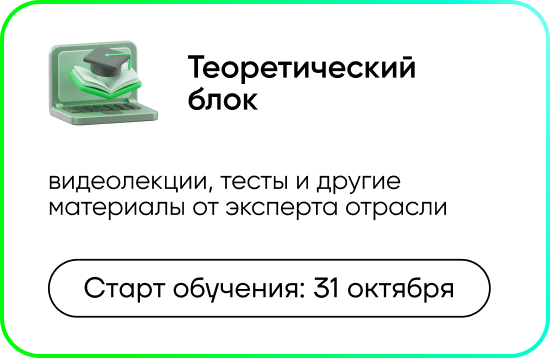 Теоретический
блок
видеолекции, тесты и другие
материалы от эксперта отрасли
Старт обучения: 31 октября